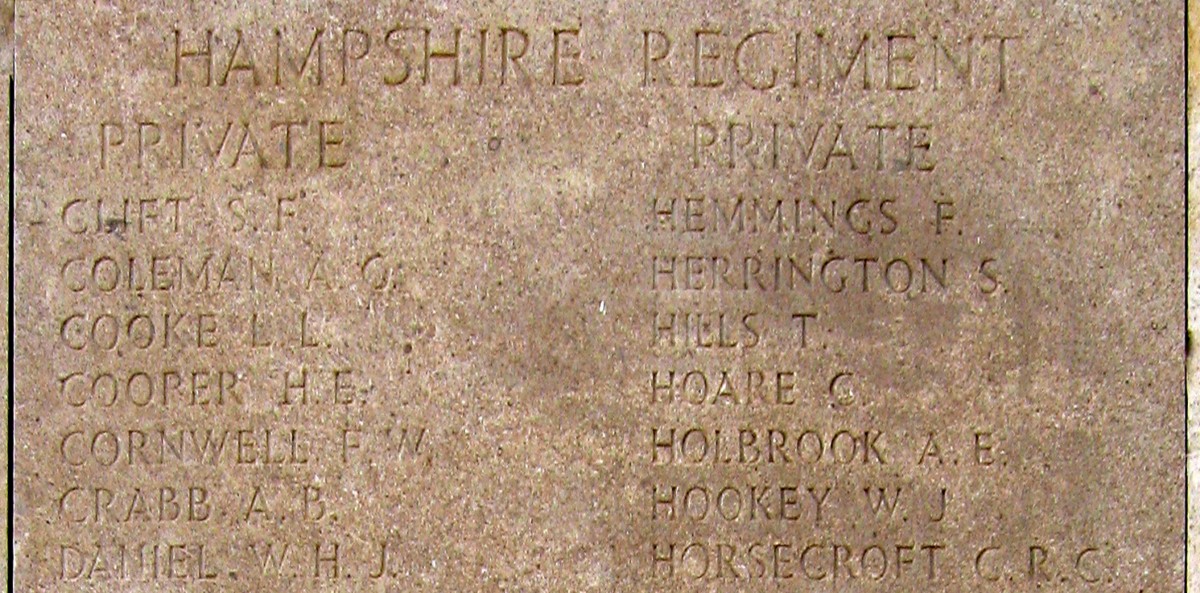 HAMPSHIRE REGIMENT
PRIVATE
CLIFT S. F.
COLEMAN A. G.
COOKE L. L.
COOPER H. E.
CORNWELL F. W.
CRABB A. B.
DANIEL W. H. J.
PRIVATE
HEMMINGS F.
HERRINGTON S.
HILLS T.
HOARE C.
HOLBROOK A. E.
HOOKEY W. J
HORSECROFT C. R. C.